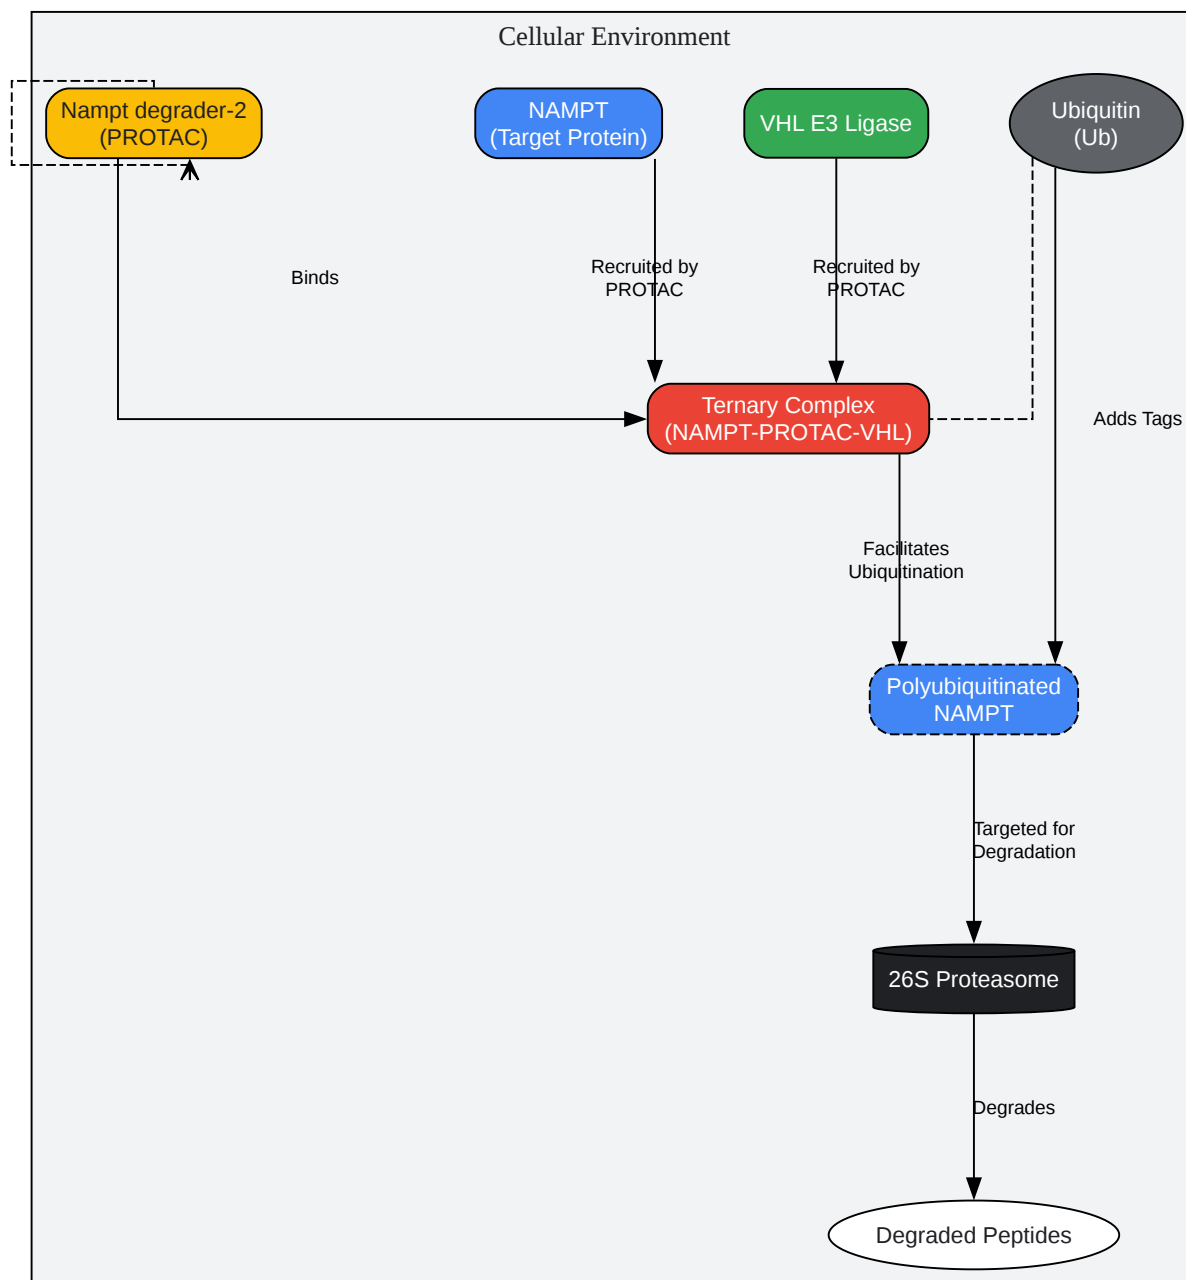 Cellular Environment
Nampt degrader-2
(PROTAC)
NAMPT
(Target Protein)
VHL E3 Ligase
Ubiquitin
(Ub)
Binds
Recruited by
PROTAC
Recruited by
PROTAC
Ternary Complex
(NAMPT-PROTAC-VHL)
Adds Tags
Facilitates
Ubiquitination
Polyubiquitinated
NAMPT
Targeted for
Degradation
26S Proteasome
Degrades
Degraded Peptides